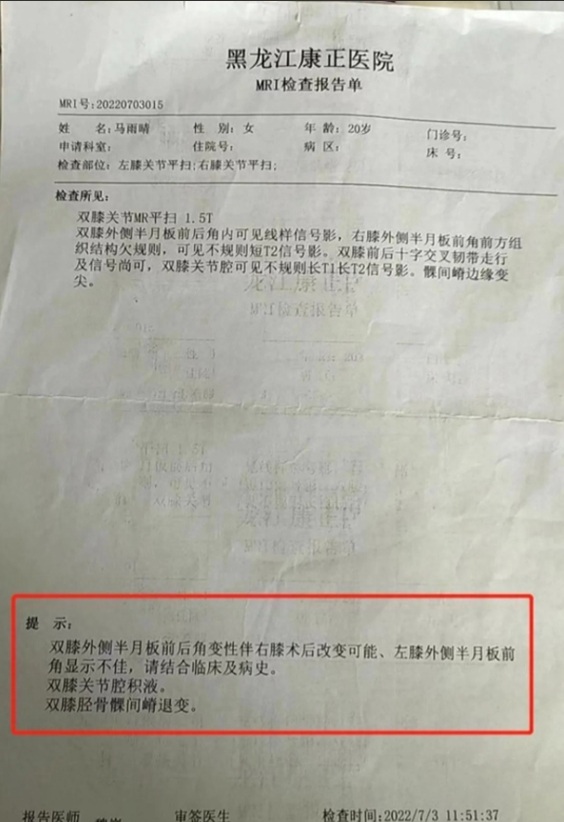 黑龙江康正医院
MRI检查报告单
MRI号:20220703015
姓 名:马雨晴 性 别:女 年 龄:20岁 门诊号:
申请科室: 住院号: 病 区: 床 号:
检查部位:左膝关节平扫;右膝关节平扫;
检查所见:
双膝关节MR平扫 1.5T
双膝外侧半月板前后角内可见线样信号影,右膝外侧半月板前角前方组
织结构欠规则,可见不规则短T2信号影。双膝前后十字交叉韧带走行
及信号尚可,双膝关节腔可见不规则长T1长T2信号影。髁间嵴边缘变
尖。
提 示:
双膝外侧半月板前后角变性伴右膝术后改变可能、左膝外侧半月板前
角显示不佳,请结合临床及病史。
双膝关节腔积液。
双膝胫骨髁间嵴退变。
报告医师 审签医生 检查时间:2022/7/3 11:51:37